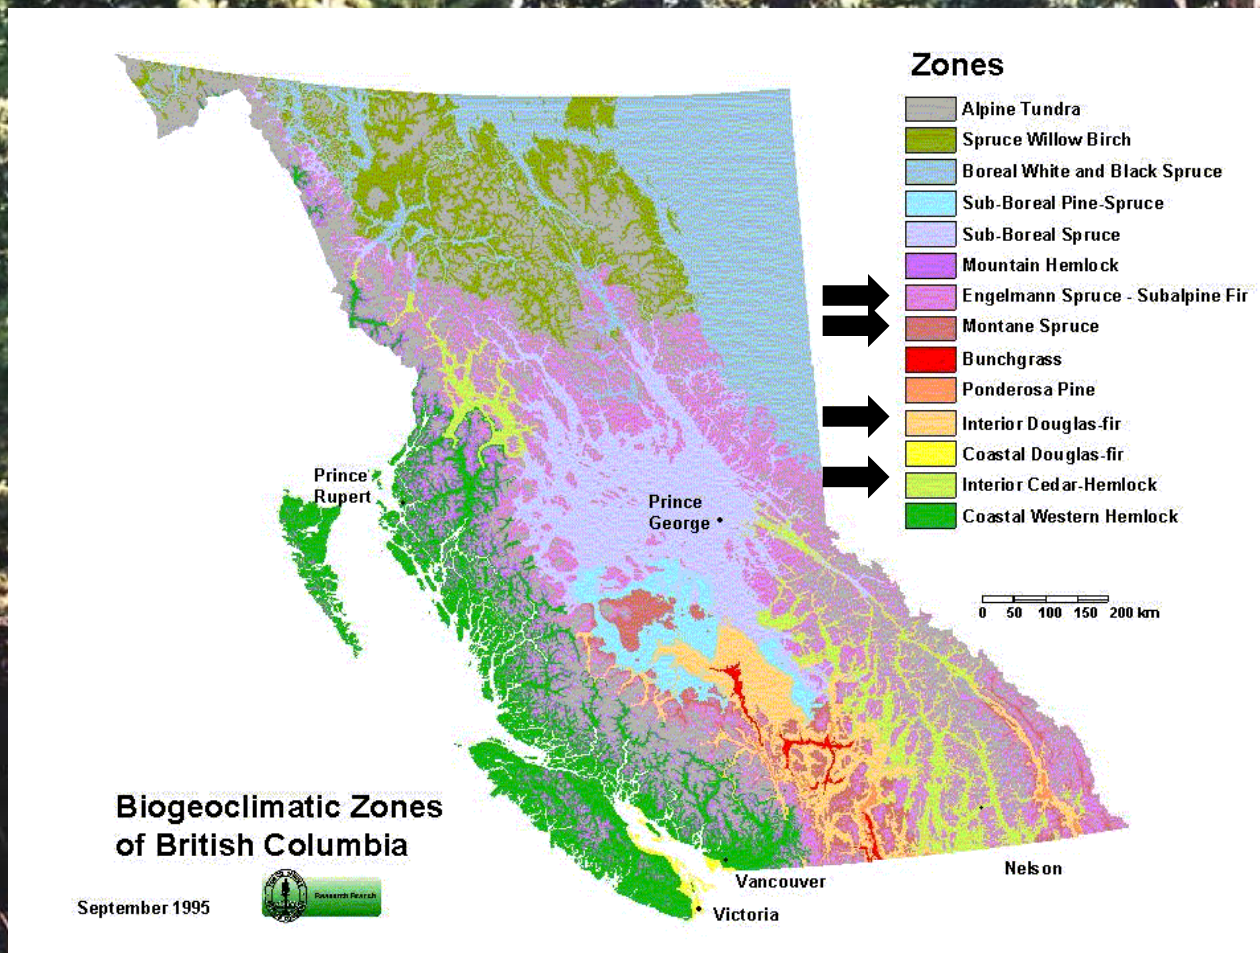 Zones
Alpine Tundra
Spruce Willow Birch
Boreal White and Black Spruce
Sub-Boreal Pine-Spruce
Sub-Boreal Spruce
Mountain Hemlock
Engelmann Spruce - Subalpine Fir
Montane Spruce
Bunchgrass
Ponderosa Pine
Interior Douglas-fir
Coastal Douglas-fir
Interior Cedar-Hemlock
Coastal Western Hemlock
Prince
Rupert
Prince
George
0 50 100 150 200 km
Biogeoclimatic Zones
of British Columbia
September 1995
Research Branch
Vancouver
Victoria
Nelson